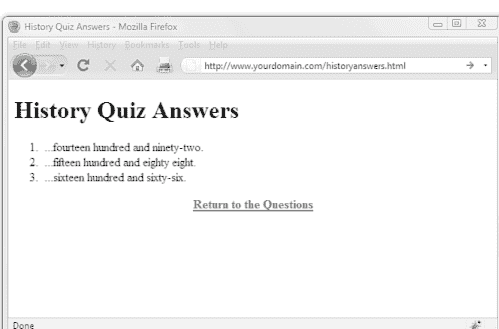 History Quiz Answers - Mozilla Firefox
File Edit View History Bookmarks Tools Help
http://www.yourdomain.com/historyanswers.html
History Quiz Answers
1. ...fourteen hundred and ninety-two.
2. ...fifteen hundred and eighty eight.
3. ...sixteen hundred and sixty-six.
Return to the Questions
Done